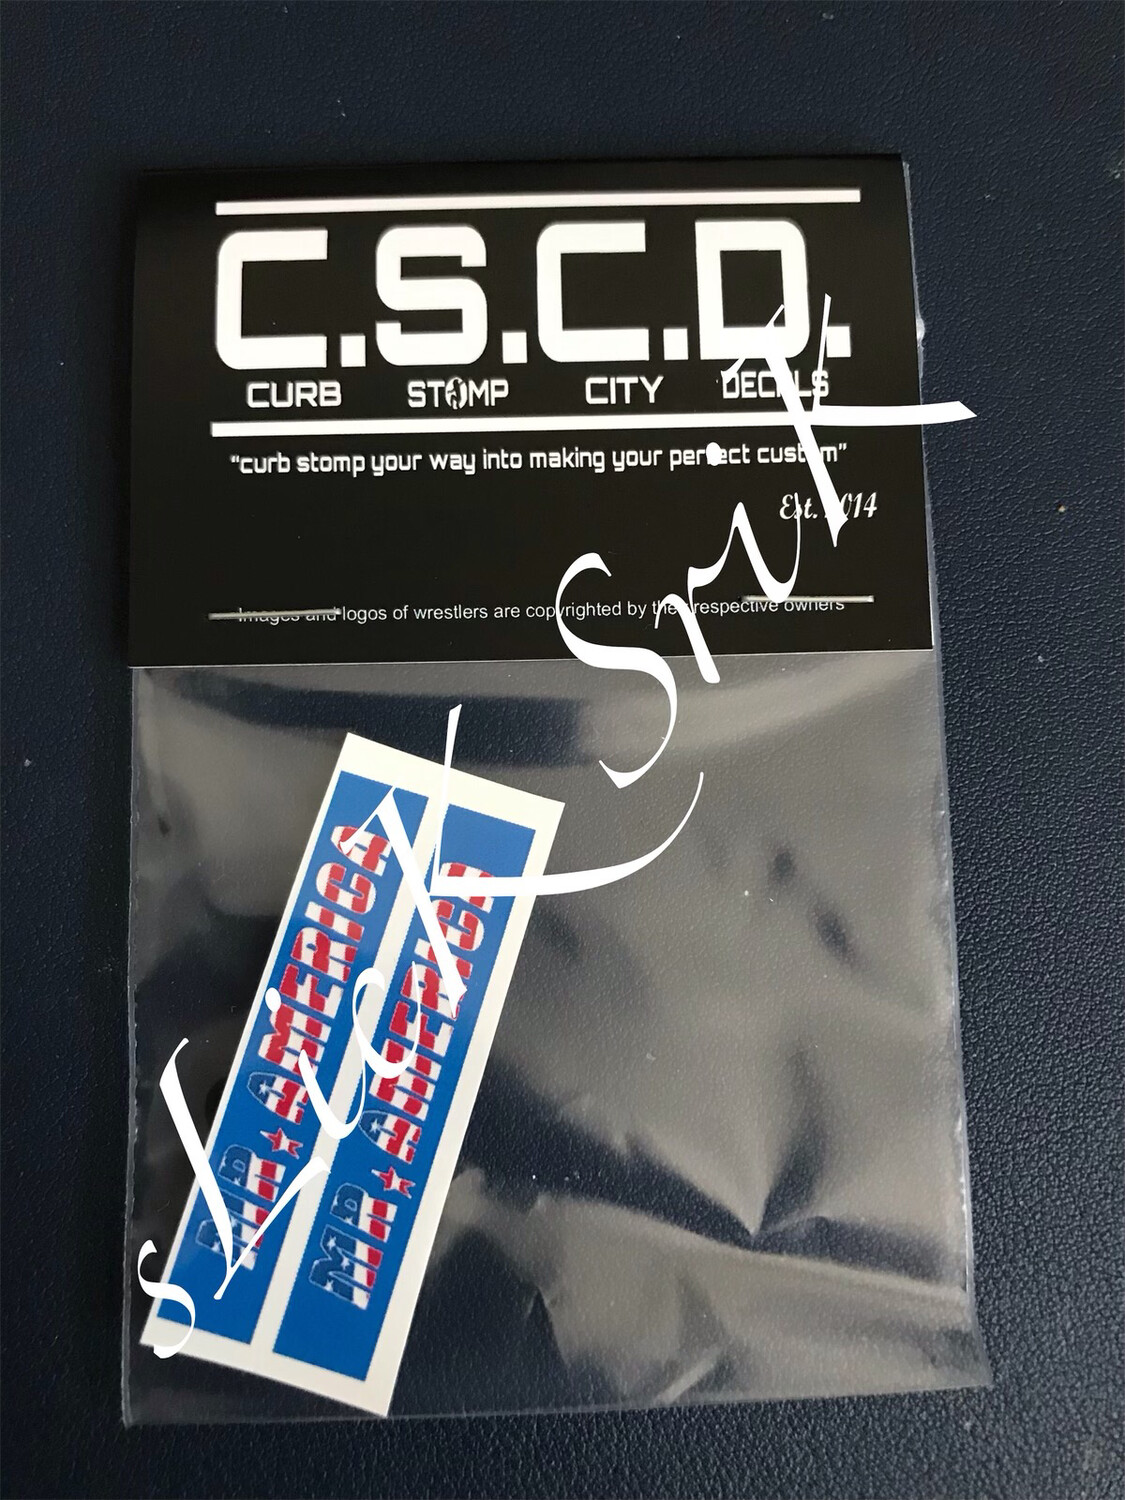 C.S.C.D.
CURB STOMP CITY DECALS
“curb stomp your way into making your perfect custom”
Est. 2014
Images and logos of wrestlers are copyrighted by their respective owners
MR AMERICA
MR AMERICA